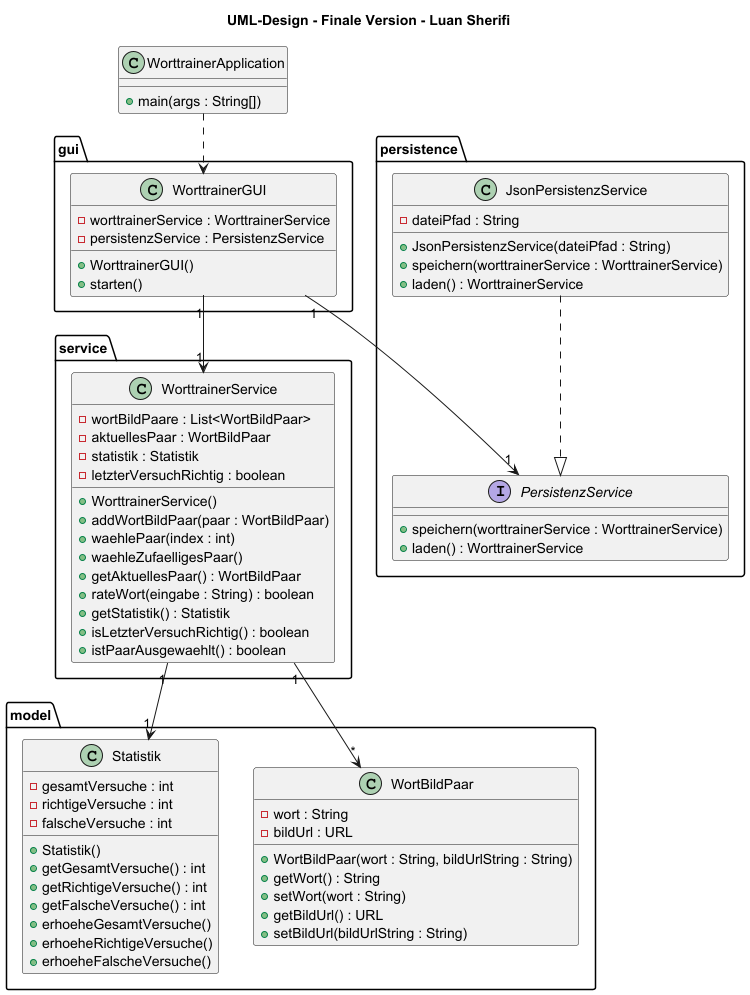 UML-Design - Finale Version - Luan Sherifi
C WorttrainerApplication
main(args : String[])
gui
C WorttrainerGUI
worttrainerService : WorttrainerService
persistenzService : PersistenzService
WorttrainerGUI()
starten()
1
1
persistence
C JsonPersistenzService
dateiPfad : String
JsonPersistenzService(dateiPfad : String)
speichern(worttrainerService : WorttrainerService)
laden() : WorttrainerService
service
1
C WorttrainerService
wortBildPaare : List<WortBildPaar>
aktuellesPaar : WortBildPaar
statistik : Statistik
letzterVersuchRichtig : boolean
WorttrainerService()
addWortBildPaar(paar : WortBildPaar)
waehlePaar(index : int)
waehleZufaelligesPaar()
getAktuellesPaar() : WortBildPaar
rateWort(eingabe : String) : boolean
getStatistik() : Statistik
isLetzterVersuchRichtig() : boolean
istPaarAusgewaehlt() : boolean
1
1
1
I PersistenzService
speichern(worttrainerService : WorttrainerService)
laden() : WorttrainerService
model
1
*
C Statistik
gesamtVersuche : int
richtigeVersuche : int
falscheVersuche : int
Statistik()
getGesamtVersuche() : int
getRichtigeVersuche() : int
getFalscheVersuche() : int
erhoeheGesamtVersuche()
erhoeheRichtigeVersuche()
erhoeheFalscheVersuche()
C WortBildPaar
wort : String
bildUrl : URL
WortBildPaar(wort : String, bildUrlString : String)
getWort() : String
setWort(wort : String)
getBildUrl() : URL
setBildUrl(bildUrlString : String)